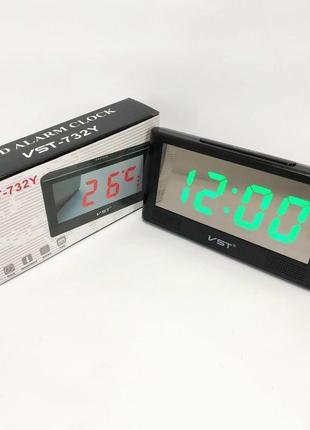 D ALARM CLOCK
VST-732Y
T-732Y
26°C
VST
12:00
VST®